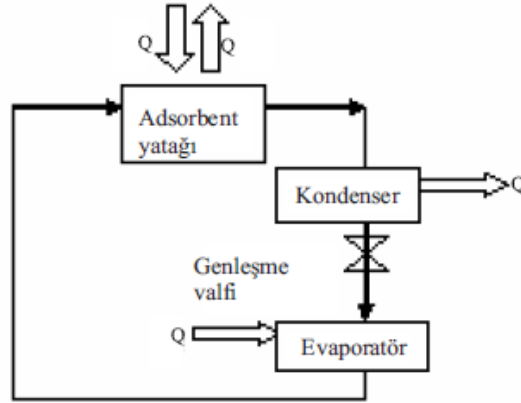 Q
Q
Adsorbent
yatağı
Kondenser
Q
Genleşme
valfi
Q
Evaporatör